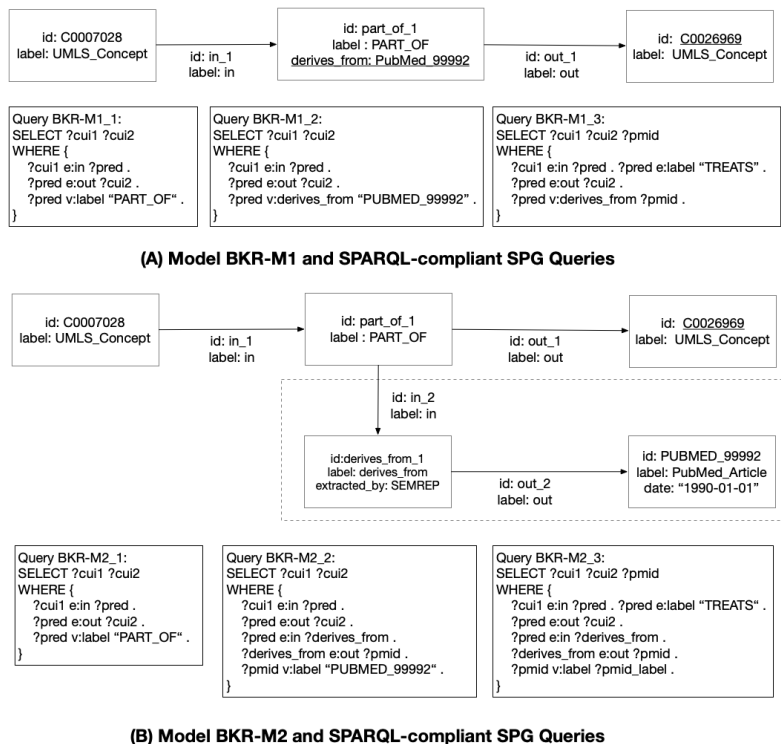 id: C0007028
label: UMLS_Concept
id: in_1
label: in
id: part_of_1
label : PART_OF
derives_from: PubMed_99992
id: out_1
label: out
id: C0026969
label: UMLS_Concept
Query BKR-M1_1:
SELECT ?cui1 ?cui2
WHERE {
?cui1 e:in ?pred .
?pred e:out ?cui2 .
?pred v:label “PART_OF“ .
}
Query BKR-M1_2:
SELECT ?cui1 ?cui2
WHERE {
?cui1 e:in ?pred .
?pred e:out ?cui2 .
?pred v:derives_from “PUBMED_99992” .
}
Query BKR-M1_3:
SELECT ?cui1 ?cui2 ?pmid
WHERE {
?cui1 e:in ?pred . ?pred e:label “TREATS” .
?pred e:out ?cui2 .
?pred v:derives_from ?pmid .
}
(A) Model BKR-M1 and SPARQL-compliant SPG Queries
id: C0007028
label: UMLS_Concept
id: in_1
label: in
id: part_of_1
label : PART_OF
id: out_1
label: out
id: C0026969
label: UMLS_Concept
id: in_2
label: in
id:derives_from_1
label: derives_from
extracted_by: SEMREP
id: out_2
label: out
id: PUBMED_99992
label: PubMed_Article
date: “1990-01-01”
Query BKR-M2_1:
SELECT ?cui1 ?cui2
WHERE {
?cui1 e:in ?pred .
?pred e:out ?cui2 .
?pred v:label “PART_OF“ .
}
Query BKR-M2_2:
SELECT ?cui1 ?cui2
WHERE {
?cui1 e:in ?pred .
?pred e:out ?cui2 .
?pred e:in ?derives_from .
?derives_from e:out ?pmid .
?pmid v:label “PUBMED_99992“ .
}
Query BKR-M2_3:
SELECT ?cui1 ?cui2 ?pmid
WHERE {
?cui1 e:in ?pred . ?pred e:label “TREATS“ .
?pred e:out ?cui2 .
?pred e:in ?derives_from .
?derives_from e:out ?pmid .
?pmid v:label ?pmid_label .
}
(B) Model BKR-M2 and SPARQL-compliant SPG Queries